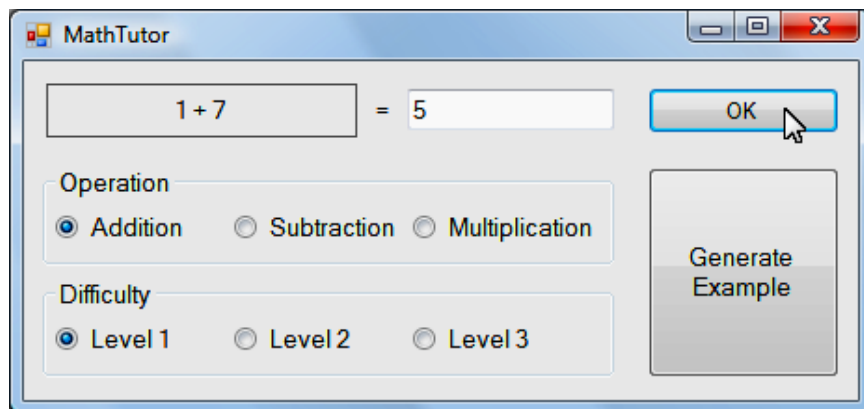 MathTutor
1 + 7 = 5 OK
Operation
Addition Subtraction Multiplication
Generate
Example
Difficulty
Level 1 Level 2 Level 3